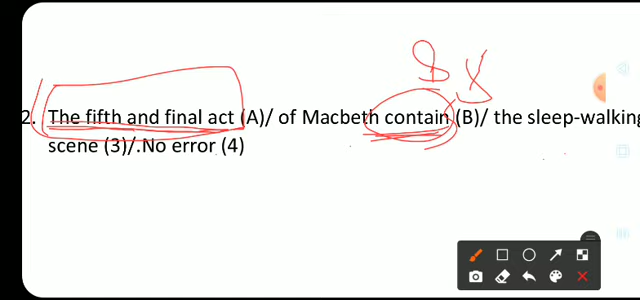 2. The fifth and final act (A)/ of Macbeth contain (B)/ the sleep-walking
scene (3)/.No error (4)